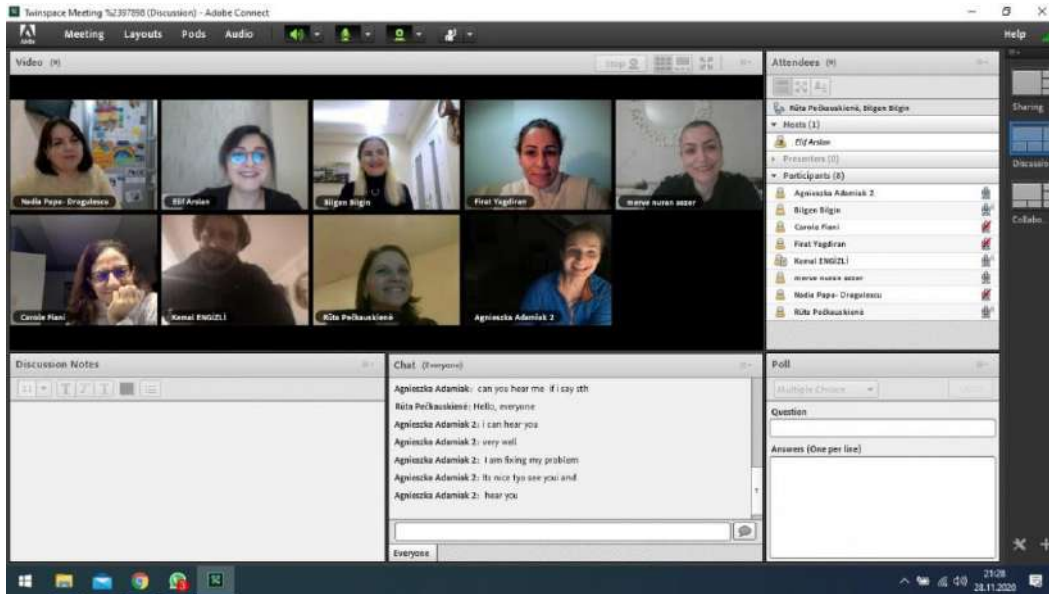 Twinspace Meeting %2397898 (Discussion) - Adobe Connect
Adobe
Meeting Layouts Pods Audio
Help
Video (9)
Stop
Nadia Papa- Dragulescu
Elif Arslan
Bilgen Bilgin
Firat Yagdiran
merve nuran sezer
Carole Fiani
Kemal ENGİZLİ
Rūta Pečkauskienė
Agnieszka Adamiak 2
Attendees (9)
Rūta Pečkauskienė, Bilgen Bilgin
Hosts (1)
Elif Arslan
Presenters (0)
Participants (8)
Agnieszka Adamiak 2
Bilgen Bilgin
Carole Fiani
Firat Yagdiran
Kemal ENGİZLİ
merve nuran sezer
Nadia Papa- Dragulescu
Rūta Pečkauskienė
Sharing
Discussio
Collabo...
Discussion Notes
11
Chat (Everyone)
Agnieszka Adamiak: can you hear me if i say sth
Rūta Pečkauskienė: Hello, everyone
Agnieszka Adamiak 2: i can hear you
Agnieszka Adamiak 2: very well
Agnieszka Adamiak 2: I am fixing my problem
Agnieszka Adamiak 2: Its nice tyo see youi and
Agnieszka Adamiak 2: hear you
Everyone
Poll
Multiple Choice
Question
Answers (One per line)
21:28
28.11.2020